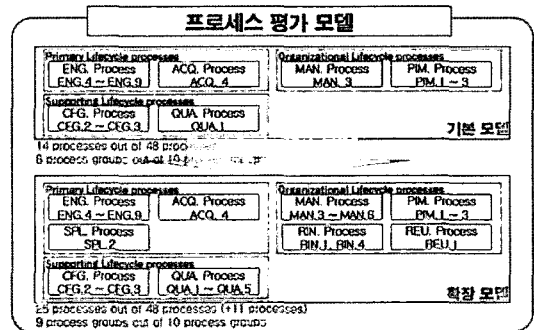 프로세스 평가 모델
Primary Lifecycle processes
Organizational Lifecycle processes
ENG. Process
ENG.4 ~ ENG.9
ACQ. Process
ACQ. 4
MAN. Process
MAN. 3
PIM. Process
PIM.1 ~ 3
Supporting Lifecycle processes
CFG. Process
CFG.2 ~ CFG.3
QUA. Process
QUA.1
기본 모델
14 processes out of 48
6 process groups out of 10
Primary Lifecycle processes
Organizational Lifecycle processes
ENG. Process
ENG.4 ~ ENG.9
ACQ. Process
ACQ. 4
MAN. Process
MAN.3 ~ MAN.6
PIM. Process
PIM.1 ~ 3
SPL. Process
SPL.2
RIN. Process
RIN.1, RIN.4
REU. Process
REU.1
Supporting Lifecycle processes
CFG. Process
CFG.2 ~ CFG.3
QUA. Process
QUA.1 ~ QUA.5
확장 모델
25 processes out of 48 processes (+11 processes)
9 process groups out of 10 process groups